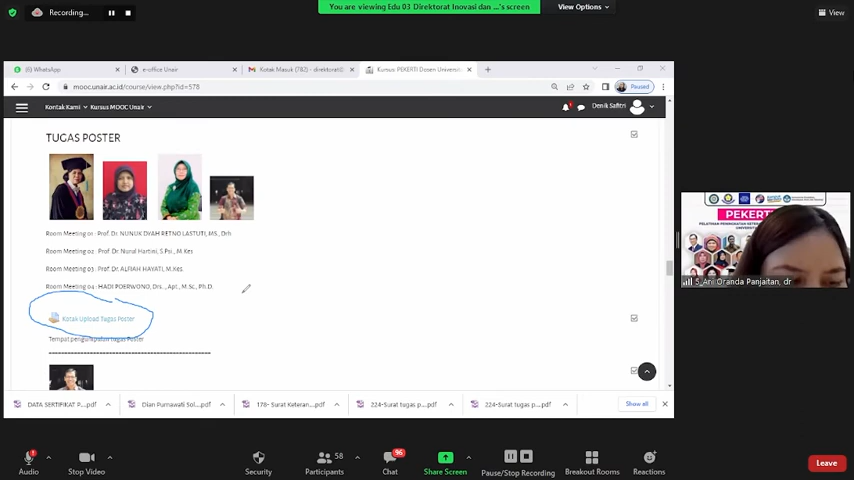 Recording...
You are viewing Edu 03 Direktorat Inovasi dan ...'s screen
View Options
View
(6) WhatsApp
e-office Unair
Kotak Masuk (782) - direktorat
Kursus: PEKERTI Dosen Universit
mooc.unair.ac.id/course/view.php?id=578
Paused
Kontak Kami
Kursus MOOC Unair
Denik Safitri
TUGAS POSTER
Room Meeting 01 : Prof. Dr. NUNUK DYAH RETNO LASTUTI, MS., Drh
Room Meeting 02 : Prof. Dr. Nurul Hartini, S.Psi., M.Kes
Room Meeting 03 : Prof. Dr. ALFIAH HAYATI, M.Kes.
Room Meeting 04 : HADI POERWONO, Drs., Apt., M.Sc., Ph.D.
Kotak Upload Tugas Poster
Tempat pengumpulan tugas Poster
PEKERTI
5_Ani Oranda Panjaitan, dr
DATA SERTIFIKAT P....pdf
Dian Purnawati Sol....pdf
178- Surat Keteran....pdf
224-Surat tugas p....pdf
224-Surat tugas p....pdf
Show all
Audio
Stop Video
Security
58
Participants
96
Chat
Share Screen
Pause/Stop Recording
Breakout Rooms
Reactions
Leave